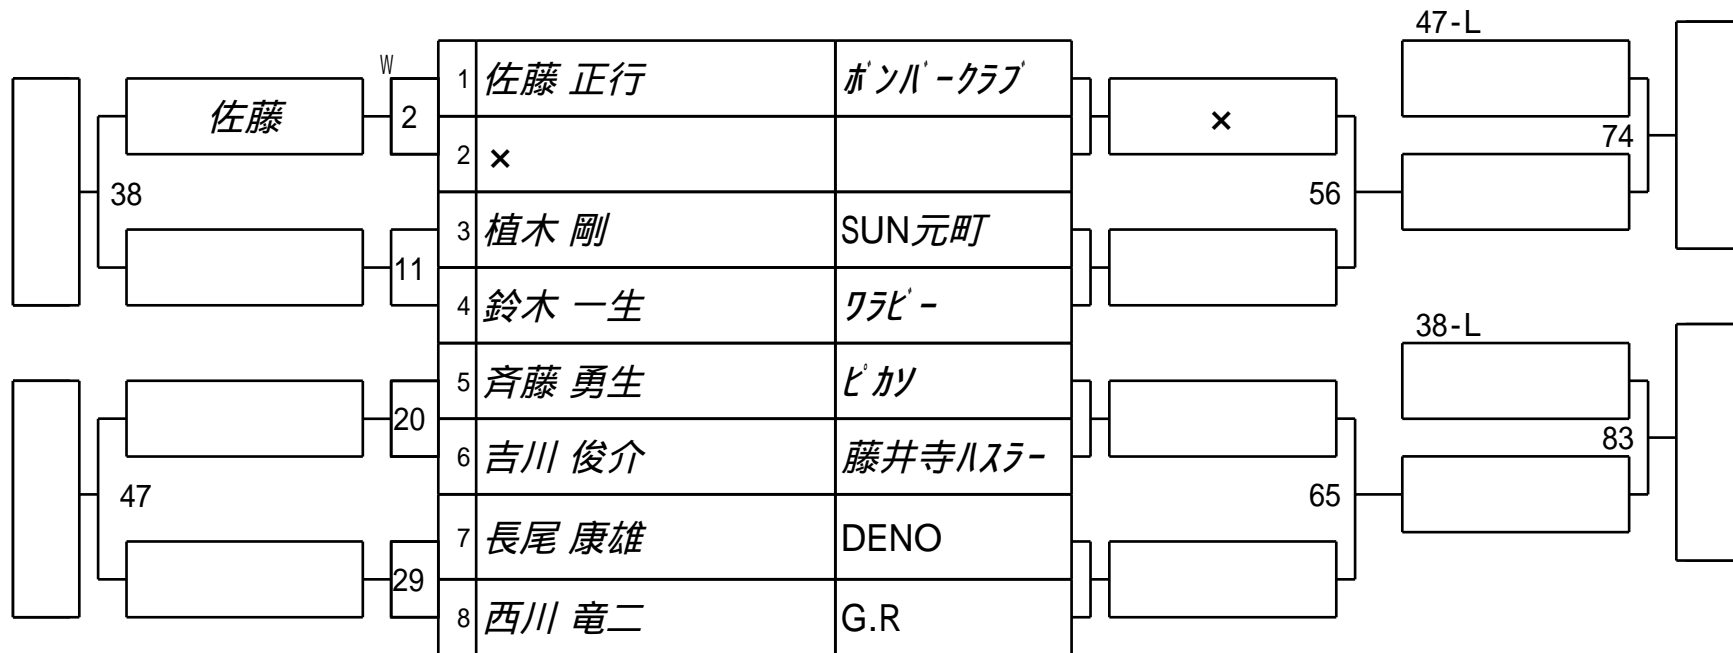 47-L
W
1 佐藤 正行 ﾎﾞﾝﾊﾞｰｸﾗﾌﾞ
佐藤 2 × 74
2 ×
38 56
3 植木 剛 SUN元町
11
4 鈴木 一生 ﾜﾗﾋﾞｰ
38-L
5 斉藤 勇生 ﾋﾟｶｿ
20 83
6 吉川 俊介 藤井寺ﾊｽﾗｰ
47 65
7 長尾 康雄 DENO
29
8 西川 竜二 G.R